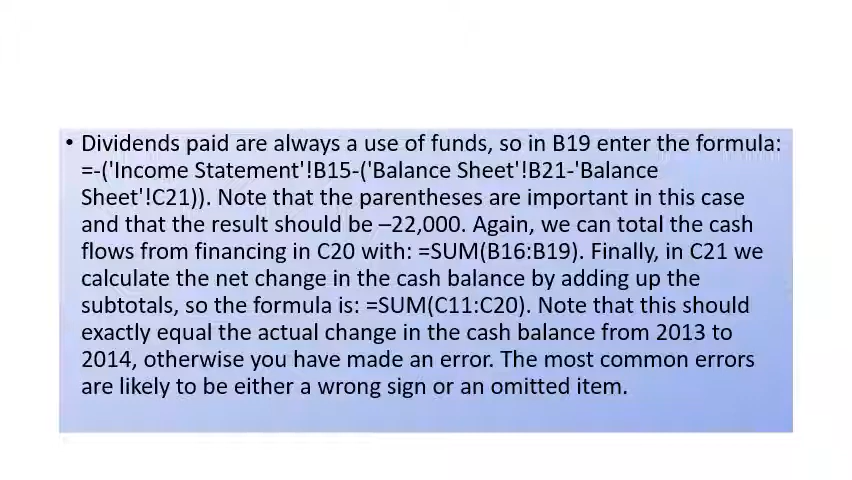 • Dividends paid are always a use of funds, so in B19 enter the formula:
=-('Income Statement'!B15-('Balance Sheet'!B21-'Balance
Sheet'!C21)). Note that the parentheses are important in this case
and that the result should be –22,000. Again, we can total the cash
flows from financing in C20 with: =SUM(B16:B19). Finally, in C21 we
calculate the net change in the cash balance by adding up the
subtotals, so the formula is: =SUM(C11:C20). Note that this should
exactly equal the actual change in the cash balance from 2013 to
2014, otherwise you have made an error. The most common errors
are likely to be either a wrong sign or an omitted item.